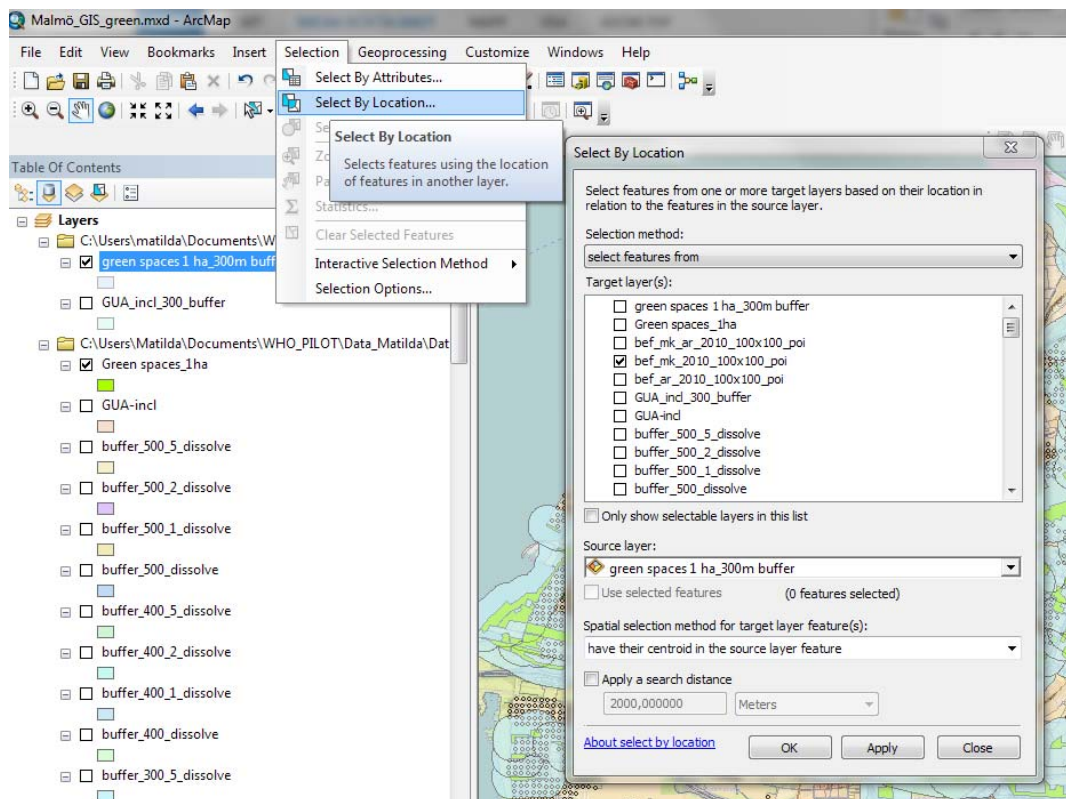 Malmö_GIS_green.mxd - ArcMap
File Edit View Bookmarks Insert Selection Geoprocessing Customize Windows Help
Select By Attributes...
Select By Location...
Se
Select By Location
Selects features using the location
of features in another layer.
Zo
Pa
Statistics...
Clear Selected Features
Interactive Selection Method
Selection Options...
Table Of Contents
Layers
C:\Users\matilda\Documents\W
green spaces 1 ha_300m buff
GUA_incl_300_buffer
C:\Users\Matilda\Documents\WHO_PILOT\Data_Matilda\Dat
Green spaces_1ha
GUA-incl
buffer_500_5_dissolve
buffer_500_2_dissolve
buffer_500_1_dissolve
buffer_500_dissolve
buffer_400_5_dissolve
buffer_400_2_dissolve
buffer_400_1_dissolve
buffer_400_dissolve
buffer_300_5_dissolve
Select By Location
Select features from one or more target layers based on their location in
relation to the features in the source layer.
Selection method:
select features from
Target layer(s):
green spaces 1 ha_300m buffer
Green spaces_1ha
bef_mk_ar_2010_100x100_poi
bef_mk_2010_100x100_poi
bef_ar_2010_100x100_poi
GUA_incl_300_buffer
GUA-incl
buffer_500_5_dissolve
buffer_500_2_dissolve
buffer_500_1_dissolve
buffer_500_dissolve
Only show selectable layers in this list
Source layer:
green spaces 1 ha_300m buffer
Use selected features (0 features selected)
Spatial selection method for target layer feature(s):
have their centroid in the source layer feature
Apply a search distance
2000,000000 Meters
About select by location OK Apply Close